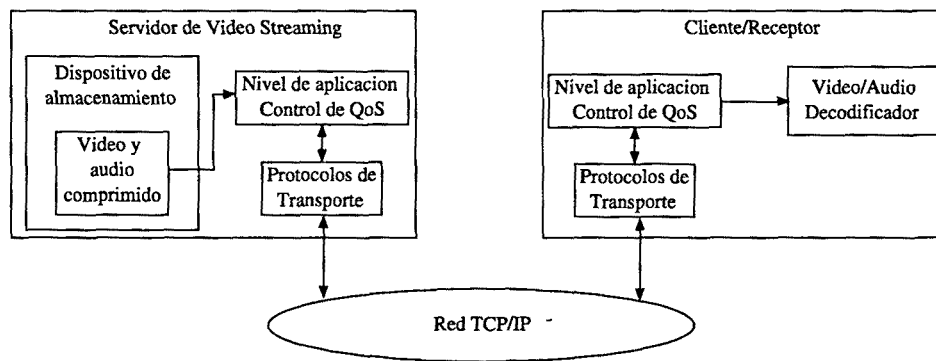 Servidor de Video Streaming
Dispositivo de
almacenamiento
Video y
audio
comprimido
Nivel de aplicacion
Control de QoS
Protocolos de
Transporte
Cliente/Receptor
Nivel de aplicacion
Control de QoS
Video/Audio
Decodificador
Protocolos de
Transporte
Red TCP/IP